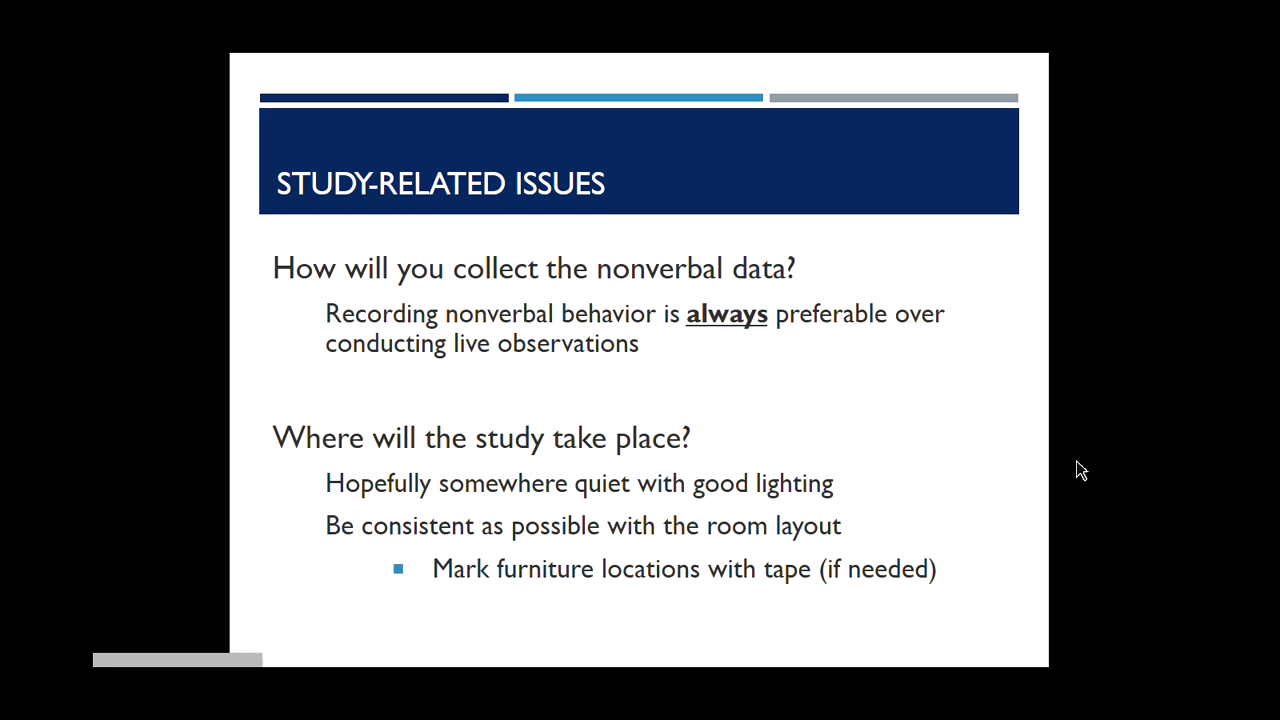 STUDY-RELATED ISSUES
How will you collect the nonverbal data?
Recording nonverbal behavior is always preferable over
conducting live observations
Where will the study take place?
Hopefully somewhere quiet with good lighting
Be consistent as possible with the room layout
Mark furniture locations with tape (if needed)